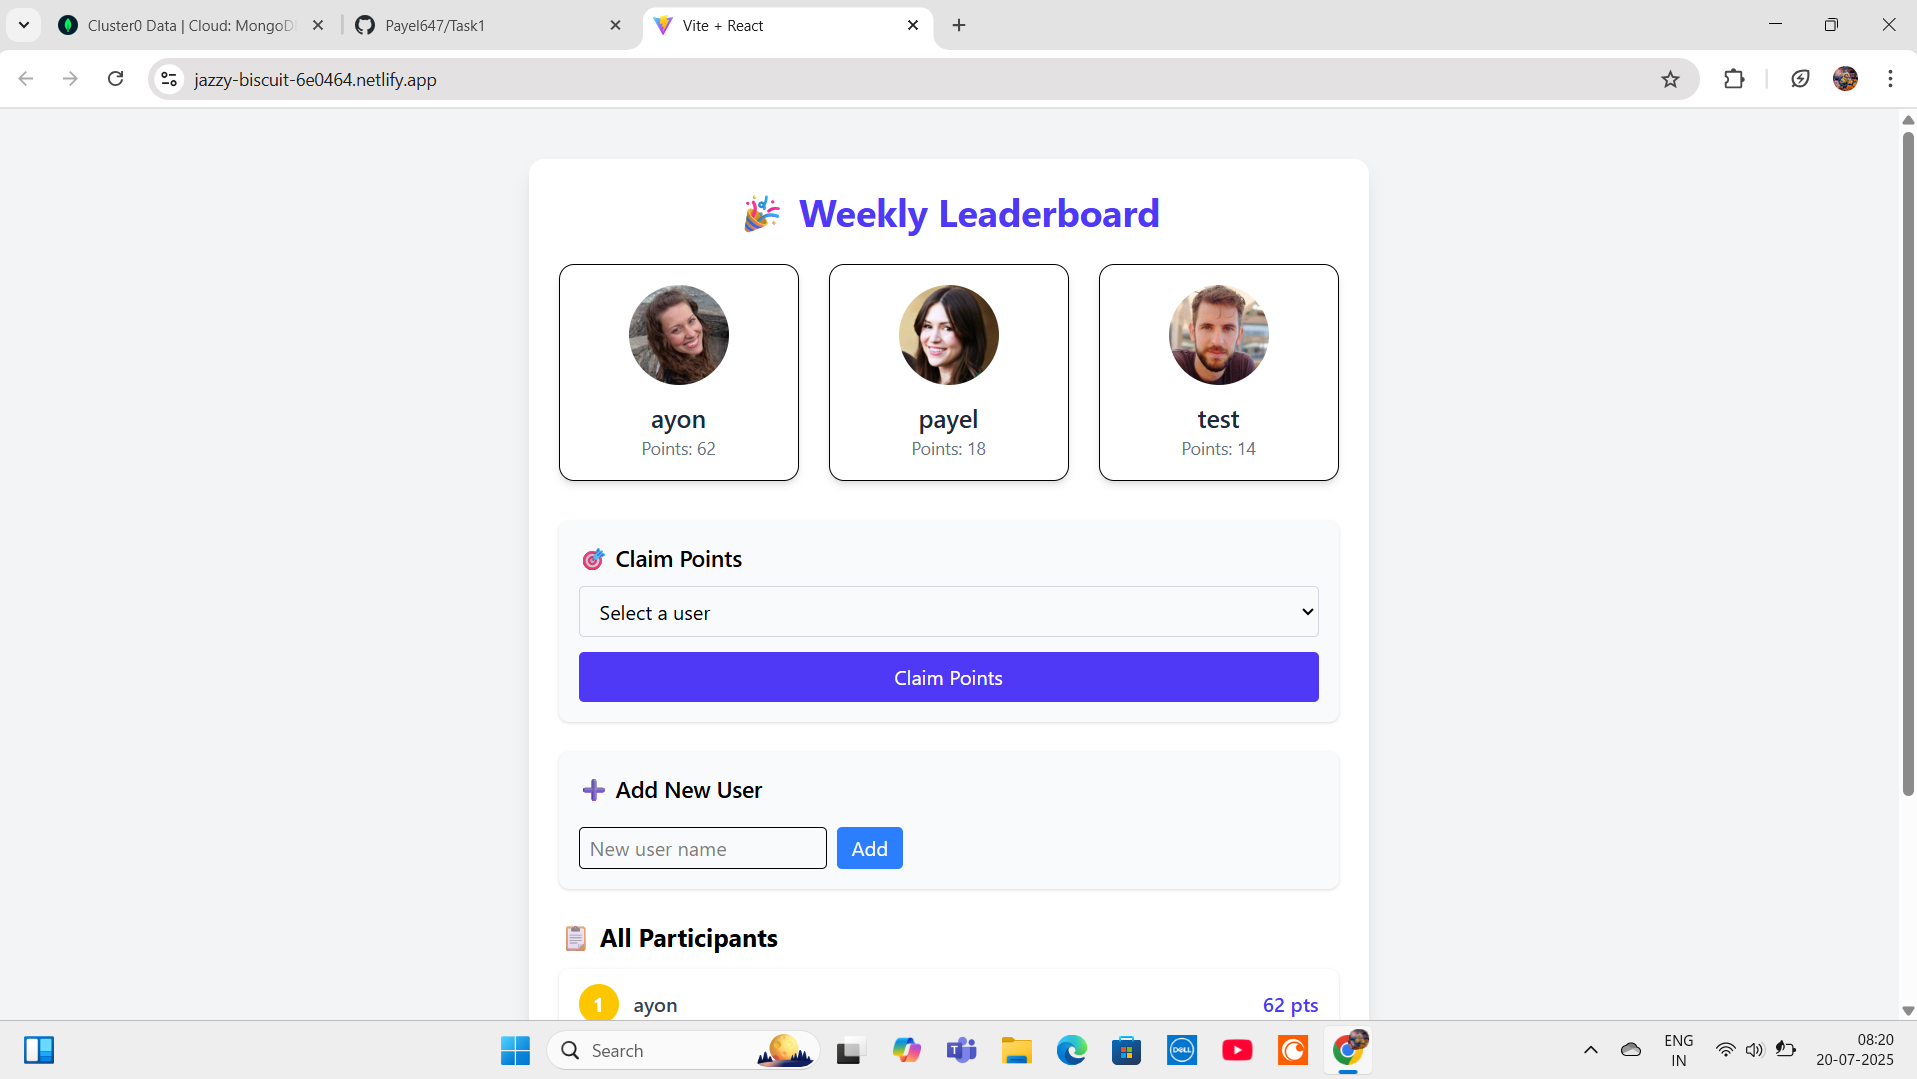 Cluster0 Data | Cloud: MongoD
Payel647/Task1
Vite + React
jazzy-biscuit-6e0464.netlify.app
Weekly Leaderboard
ayon
Points: 62
payel
Points: 18
test
Points: 14
Claim Points
Select a user
Claim Points
Add New User
New user name
Add
All Participants
1
ayon
62 pts
Search
DELL
ENG
IN
08:20
20-07-2025